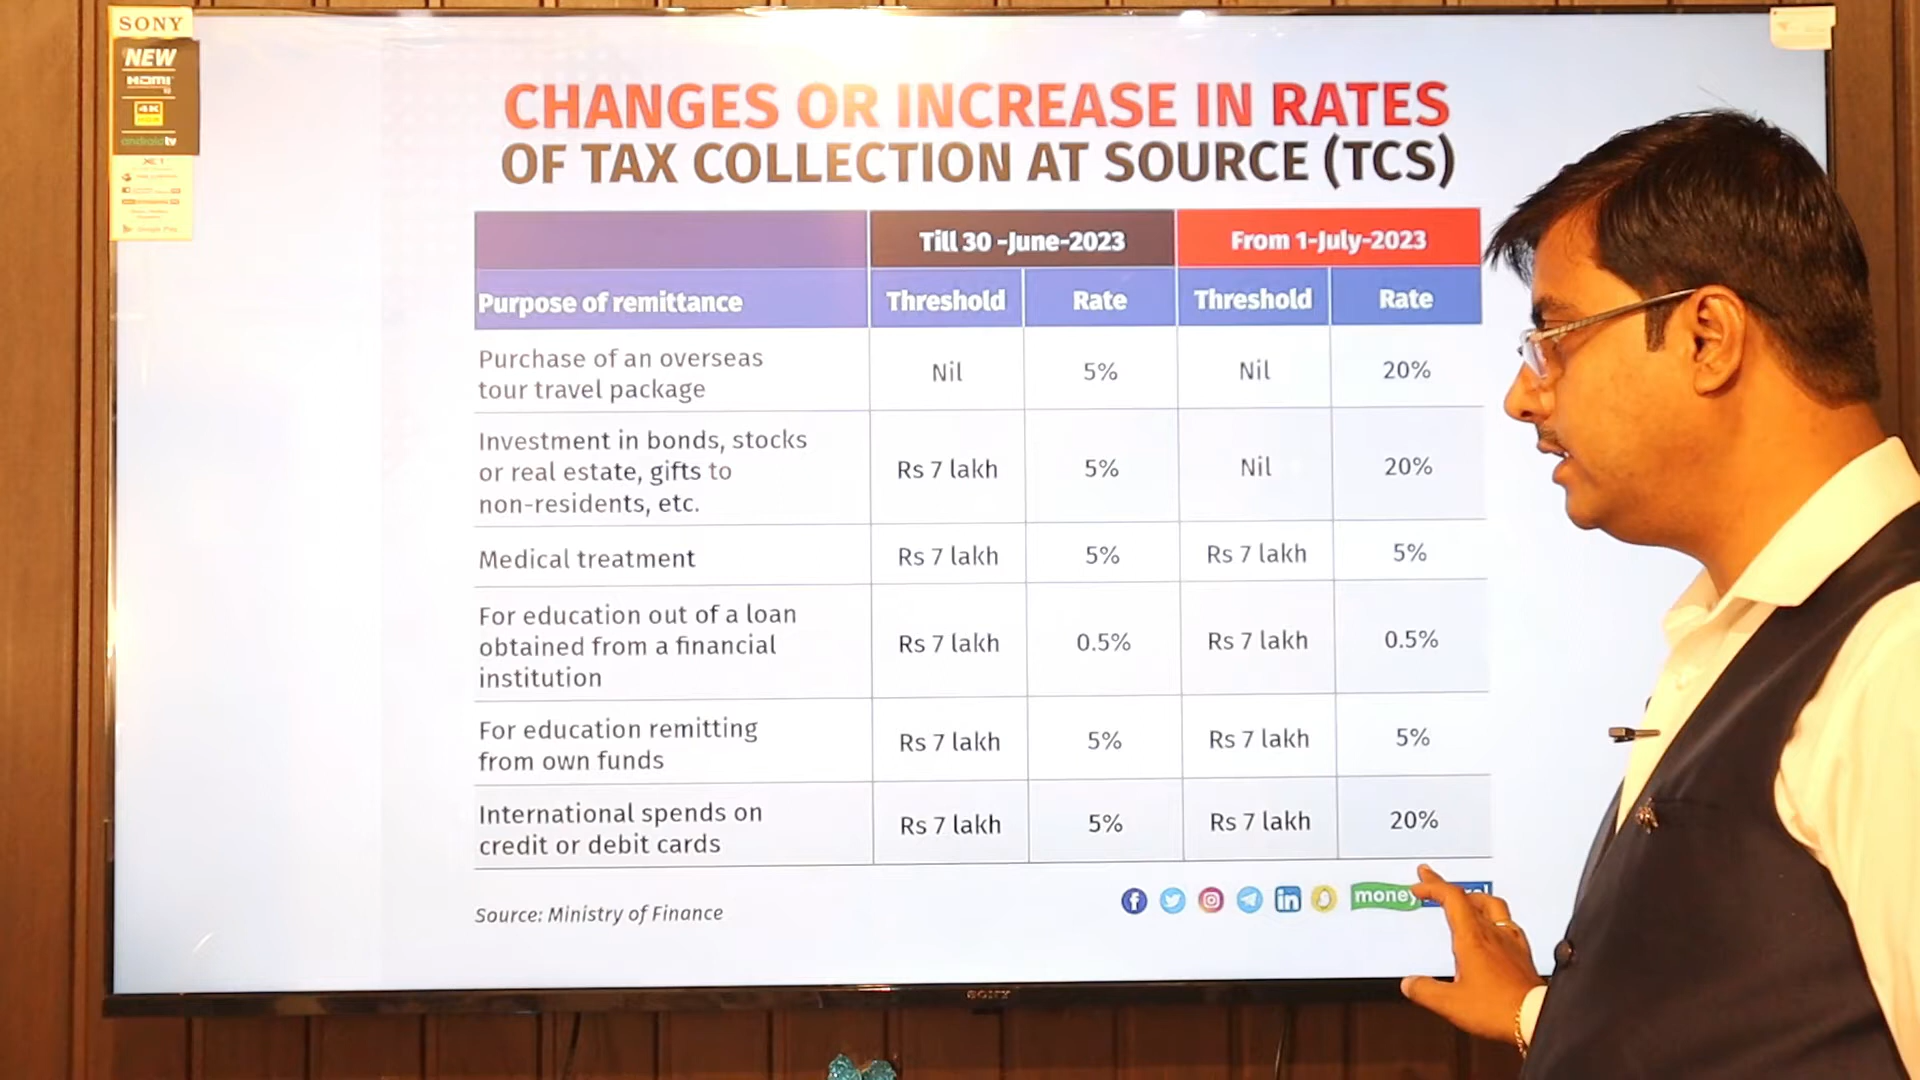 SONY
NEW
HDMI
4K
androidtv
Google Play
CHANGES OR INCREASE IN RATES
OF TAX COLLECTION AT SOURCE (TCS)
Till 30 -June-2023 From 1-July-2023
Purpose of remittance Threshold Rate Threshold Rate
Purchase of an overseas
tour travel package Nil 5% Nil 20%
Investment in bonds, stocks
or real estate, gifts to Rs 7 lakh 5% Nil 20%
non-residents, etc.
Medical treatment Rs 7 lakh 5% Rs 7 lakh 5%
For education out of a loan
obtained from a financial Rs 7 lakh 0.5% Rs 7 lakh 0.5%
institution
For education remitting
from own funds Rs 7 lakh 5% Rs 7 lakh 5%
International spends on
credit or debit cards Rs 7 lakh 5% Rs 7 lakh 20%
money
Source: Ministry of Finance
SONY